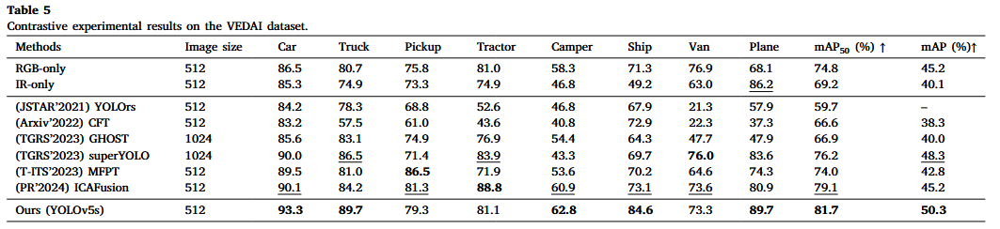 Table 5
Contrastive experimental results on the VEDAI dataset.
Methods Image size Car Truck Pickup Tractor Camper Ship Van Plane mAP50 (%) ↑ mAP (%)↑
RGB-only 512 86.5 80.7 75.8 81.0 58.3 71.3 76.9 68.1 74.8 45.2
IR-only 512 85.3 74.9 73.3 74.9 46.8 49.2 63.0 86.2 69.2 40.1
(JSTAR'2021) YOLOrs 512 84.2 78.3 68.8 52.6 46.8 67.9 21.3 57.9 59.7 –
(Arxiv'2022) CFT 512 83.2 57.5 61.0 43.6 40.8 72.9 22.3 37.3 66.6 38.3
(TGRS'2023) GHOST 1024 85.6 83.1 74.9 76.9 54.4 64.3 47.7 47.9 66.9 40.0
(TGRS'2023) superYOLO 1024 90.0 86.5 71.4 83.9 43.3 69.7 76.0 83.6 76.2 48.3
(T-ITS'2023) MFPT 512 89.5 81.0 86.5 71.9 53.6 70.2 64.6 74.3 74.0 42.8
(PR'2024) ICAFusion 512 90.1 84.2 81.3 88.8 60.9 73.1 73.6 80.9 79.1 45.2
Ours (YOLOv5s) 512 93.3 89.7 79.3 81.1 62.8 84.6 73.3 89.7 81.7 50.3